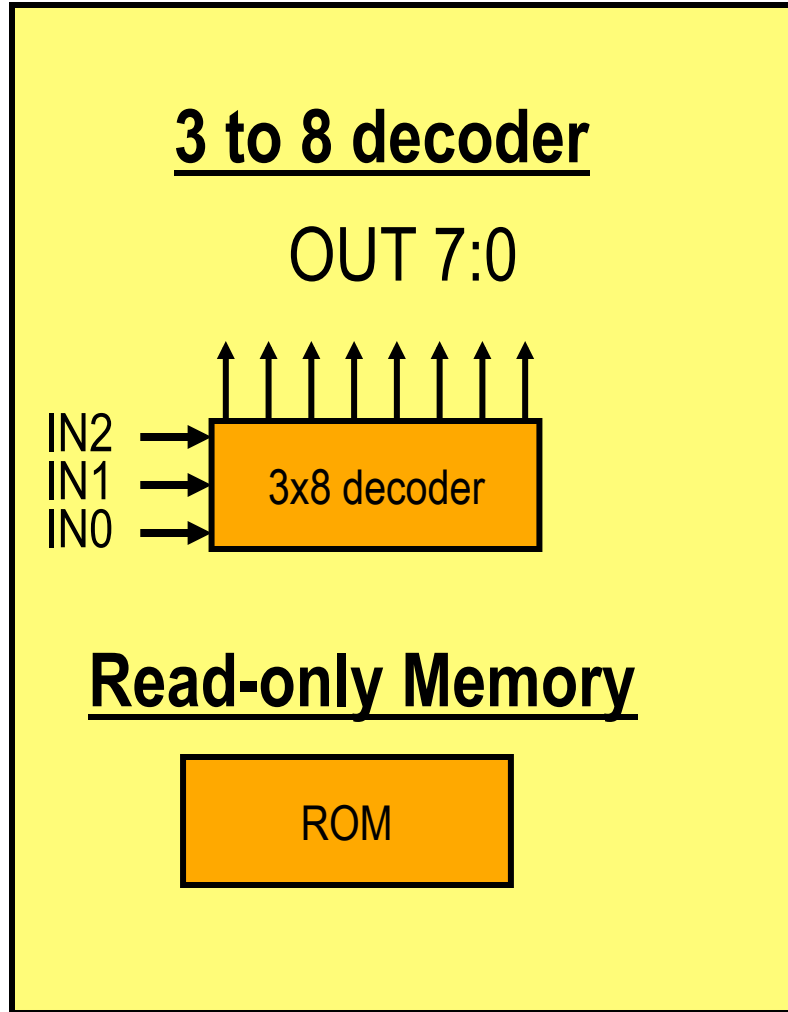 3 to 8 decoder
OUT 7:0
IN2
IN1
IN0
3x8 decoder
Read-only Memory
ROM